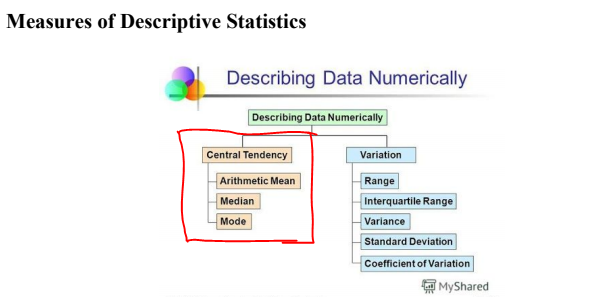 Measures of Descriptive Statistics
Describing Data Numerically
Describing Data Numerically
Central Tendency
Arithmetic Mean
Median
Mode
Variation
Range
Interquartile Range
Variance
Standard Deviation
Coefficient of Variation
MyShared